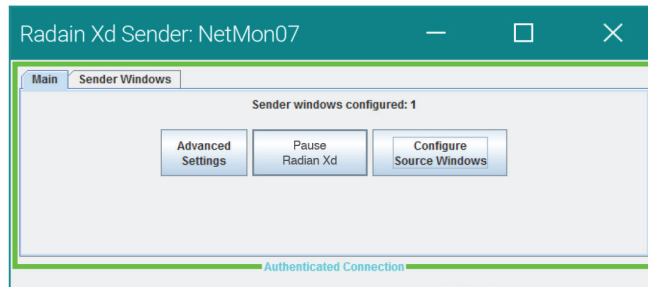 Radain Xd Sender: NetMon07
Main Sender Windows
Sender windows configured: 1
Advanced Settings
Pause Radian Xd
Configure Source Windows
Authenticated Connection